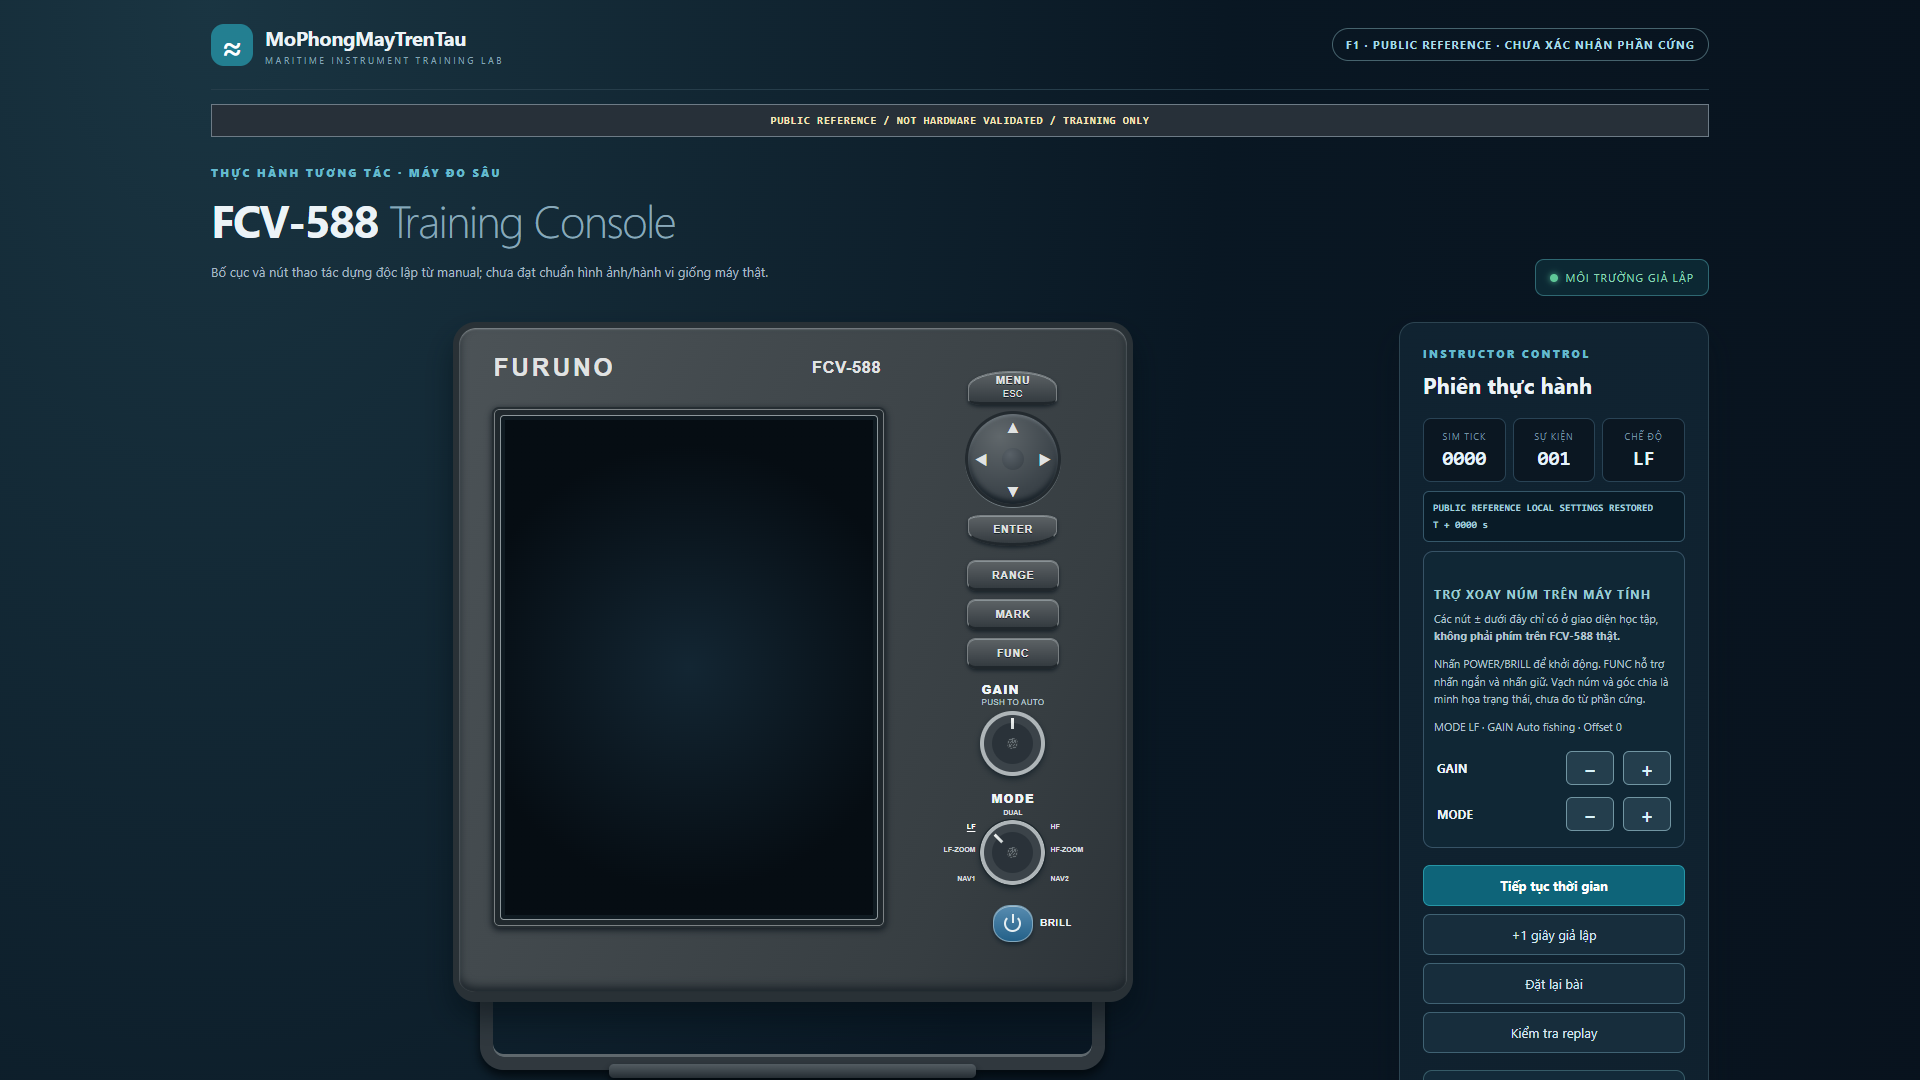 MoPhongMayTrenTau
MARITIME INSTRUMENT TRAINING LAB
F1 · PUBLIC REFERENCE · CHƯA XÁC NHẬN PHẦN CỨNG
PUBLIC REFERENCE / NOT HARDWARE VALIDATED / TRAINING ONLY
THỰC HÀNH TƯƠNG TÁC · MÁY ĐO SÂU
FCV-588 Training Console
Bố cục và nút thao tác dựng độc lập từ manual; chưa đạt chuẩn hình ảnh/hành vi giống máy thật.
MÔI TRƯỜNG GIẢ LẬP
FURUNO
FCV-588
MENU
ESC
ENTER
RANGE
MARK
FUNC
GAIN
PUSH TO AUTO
MODE
DUAL
LF
HF
LF-ZOOM
HF-ZOOM
NAV1
NAV2
BRILL
INSTRUCTOR CONTROL
Phiên thực hành
SIM TICK
0000
SỰ KIỆN
001
CHẾ ĐỘ
LF
PUBLIC REFERENCE LOCAL SETTINGS RESTORED
T + 0000 s
TRỢ XOAY NÚM TRÊN MÁY TÍNH
Các nút ± dưới đây chỉ có ở giao diện học tập,
không phải phím trên FCV-588 thật.
Nhấn POWER/BRILL để khởi động. FUNC hỗ trợ
nhấn ngắn và nhấn giữ. Vạch núm và góc chia là
minh họa trạng thái, chưa đo từ phần cứng.
MODE LF · GAIN Auto fishing · Offset 0
GAIN
−
+
MODE
−
+
Tiếp tục thời gian
+1 giây giả lập
Đặt lại bài
Kiểm tra replay